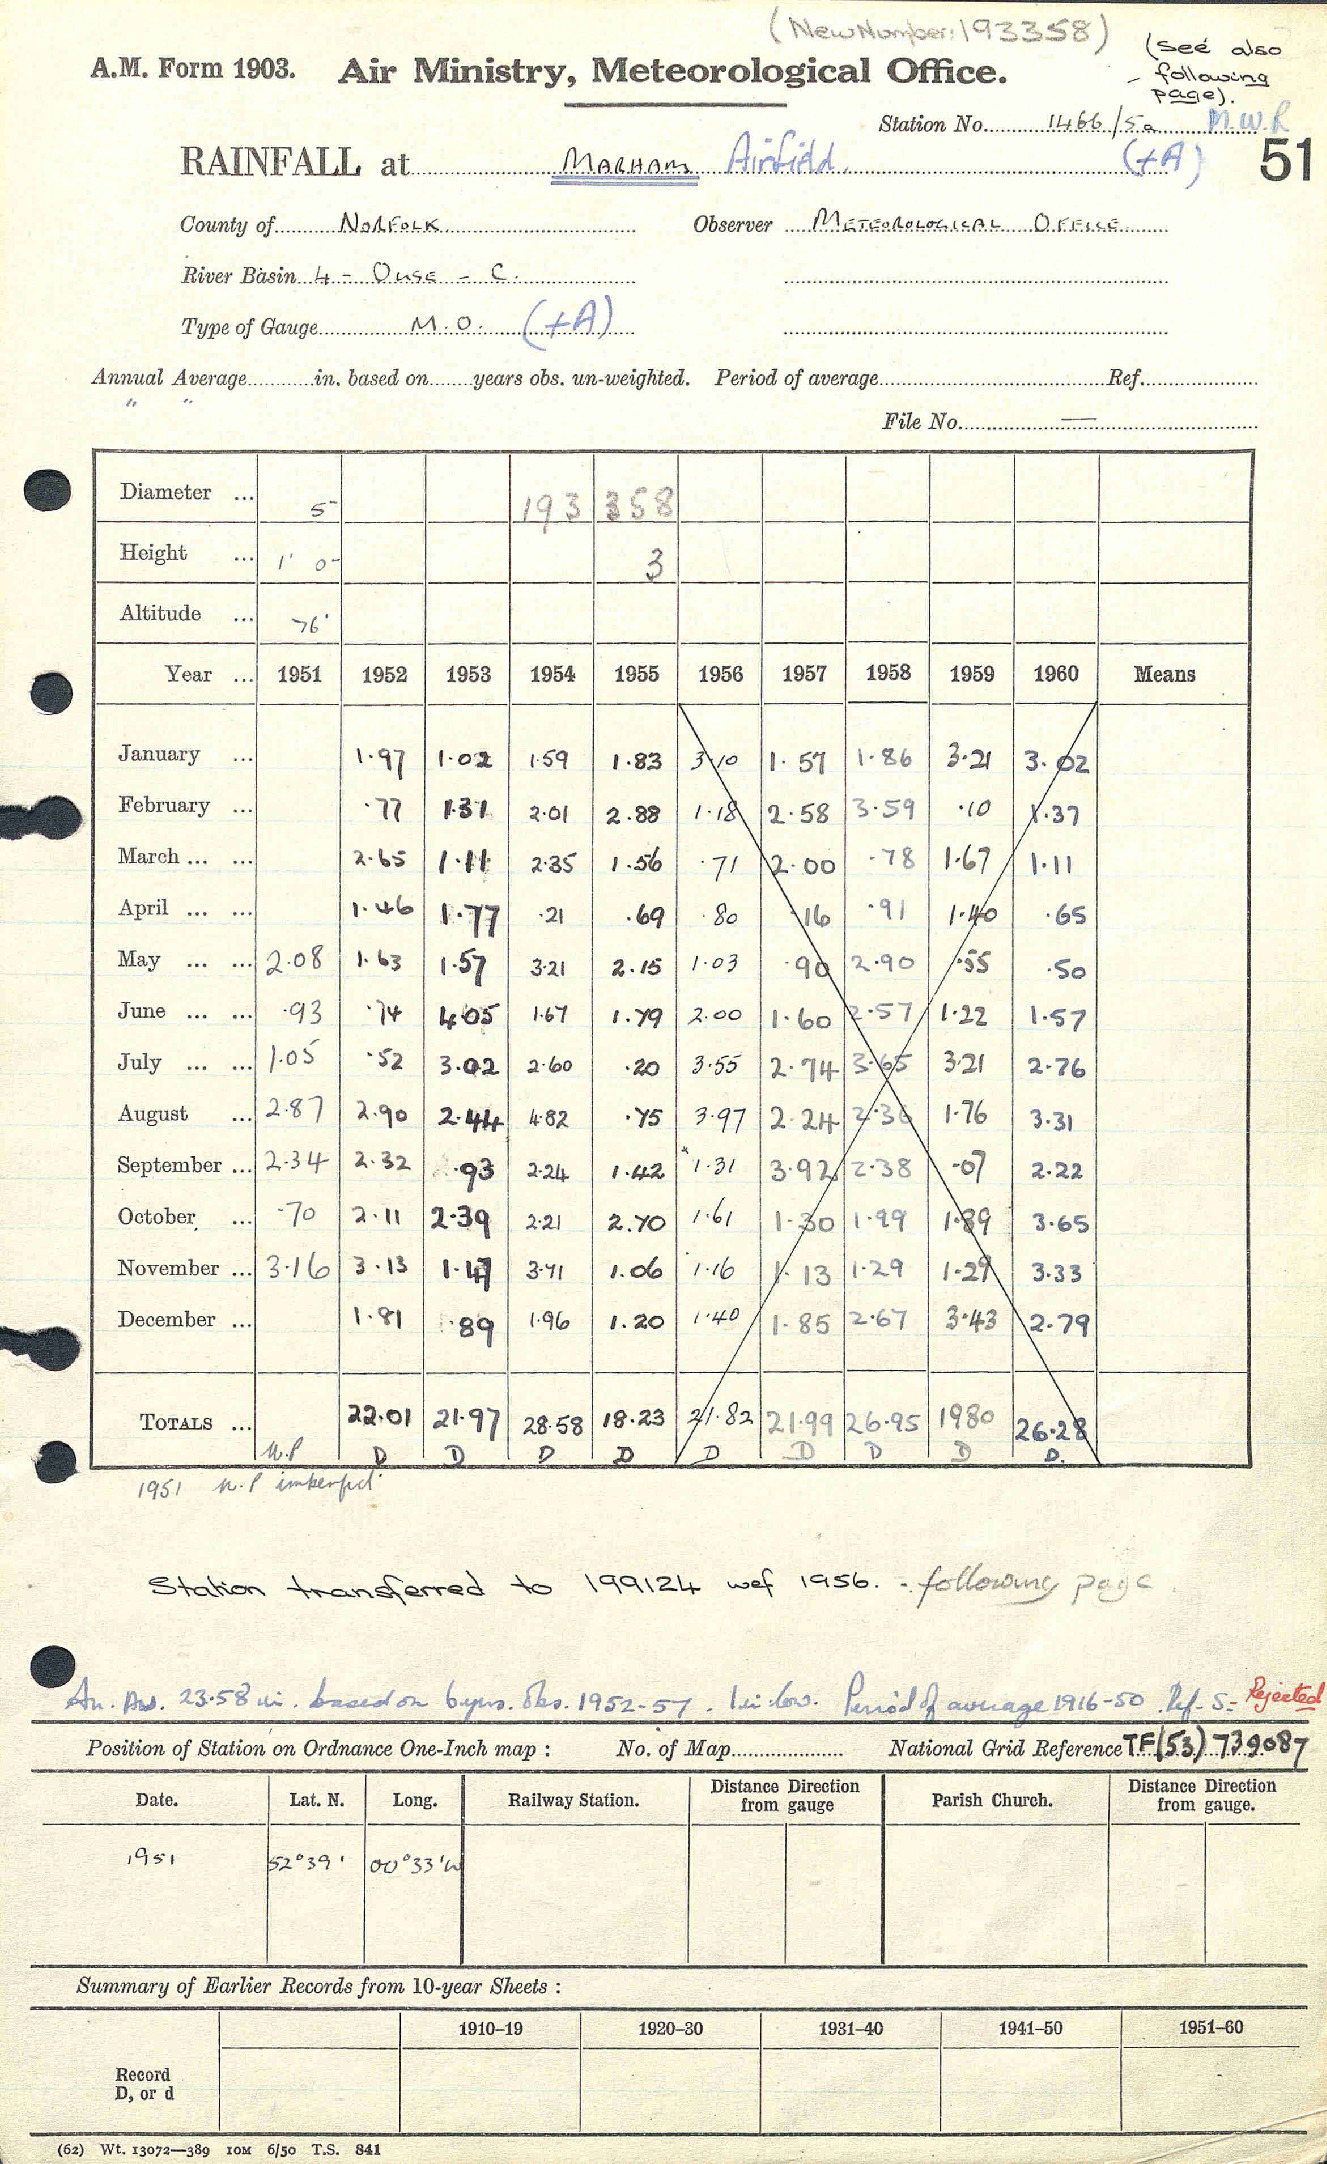 (New Number: 193358)
(see also
- following
page).
A.M. Form 1903. Air Ministry, Meteorological Office.
Station No. 1466/5a M.W.R
RAINFALL at MARHAM Airfield. (+A) 51
County of NORFOLK Observer METEOROLOGICAL OFFICE
River Basin 4 - OUSE - C.
Type of Gauge M.O. (+A)
Annual Average in. based on years obs. un-weighted. Period of average Ref.
" "
File No. —
Diameter ... 5" 193 358
Height ... 1' 0" 3
Altitude ... 76'
Year ... 1951 1952 1953 1954 1955 1956 1957 1958 1959 1960 Means
January ... 1.97 1.02 1.59 1.83 3.10 1.57 1.86 3.21 3.02
February ... .77 1.31 2.01 2.88 1.18 2.58 3.59 .10 1.37
March ... ... 2.65 1.11 2.35 1.56 .71 2.00 .78 1.67 1.11
April ... ... 1.46 1.77 .21 .69 .80 .16 .91 1.40 .65
May ... ... 2.08 1.63 1.57 3.21 2.15 1.03 .90 2.90 .55 .50
June ... ... .93 .74 4.05 1.67 1.79 2.00 1.60 2.57 1.22 1.57
July ... ... 1.05 .52 3.02 2.60 .20 3.55 2.74 3.65 3.21 2.76
August ... 2.87 2.90 2.44 4.82 .75 3.97 2.24 2.36 1.76 3.31
September ... 2.34 2.32 .93 2.24 1.42 * 1.31 3.92 2.38 .07 2.22
October ... .70 2.11 2.39 2.21 2.70 1.61 1.30 1.99 1.89 3.65
November ... 3.16 3.13 1.47 3.71 1.06 1.16 1.13 1.29 1.29 3.33
December ... 1.81 .89 1.96 1.20 1.40 1.85 2.67 3.43 2.79
TOTALS ... 22.01 21.97 28.58 18.23 21.82 21.99 26.95 1980 26.28
n.P D D D D D D D D D.
1951 n.P imperfect
Station transferred to 199124 wef 1956. - following page
An. Av. 23.58 in. based on 6 yrs. obs. 1952-57. 1 in. low. Period of average 1916-50 Ref. S - Rejected
Position of Station on Ordnance One-Inch map : No. of Map National Grid Reference TF(53) 739087
Date. Lat. N. Long. Railway Station. Distance from gauge Direction Parish Church. Distance Direction from gauge.
1951 52°39' 00°33'W
Summary of Earlier Records from 10-year Sheets :
1910–19 1920–30 1931–40 1941–50 1951–60
Record
D, or d
(62) Wt. 13072—389 10M 6/50 T.S. 841